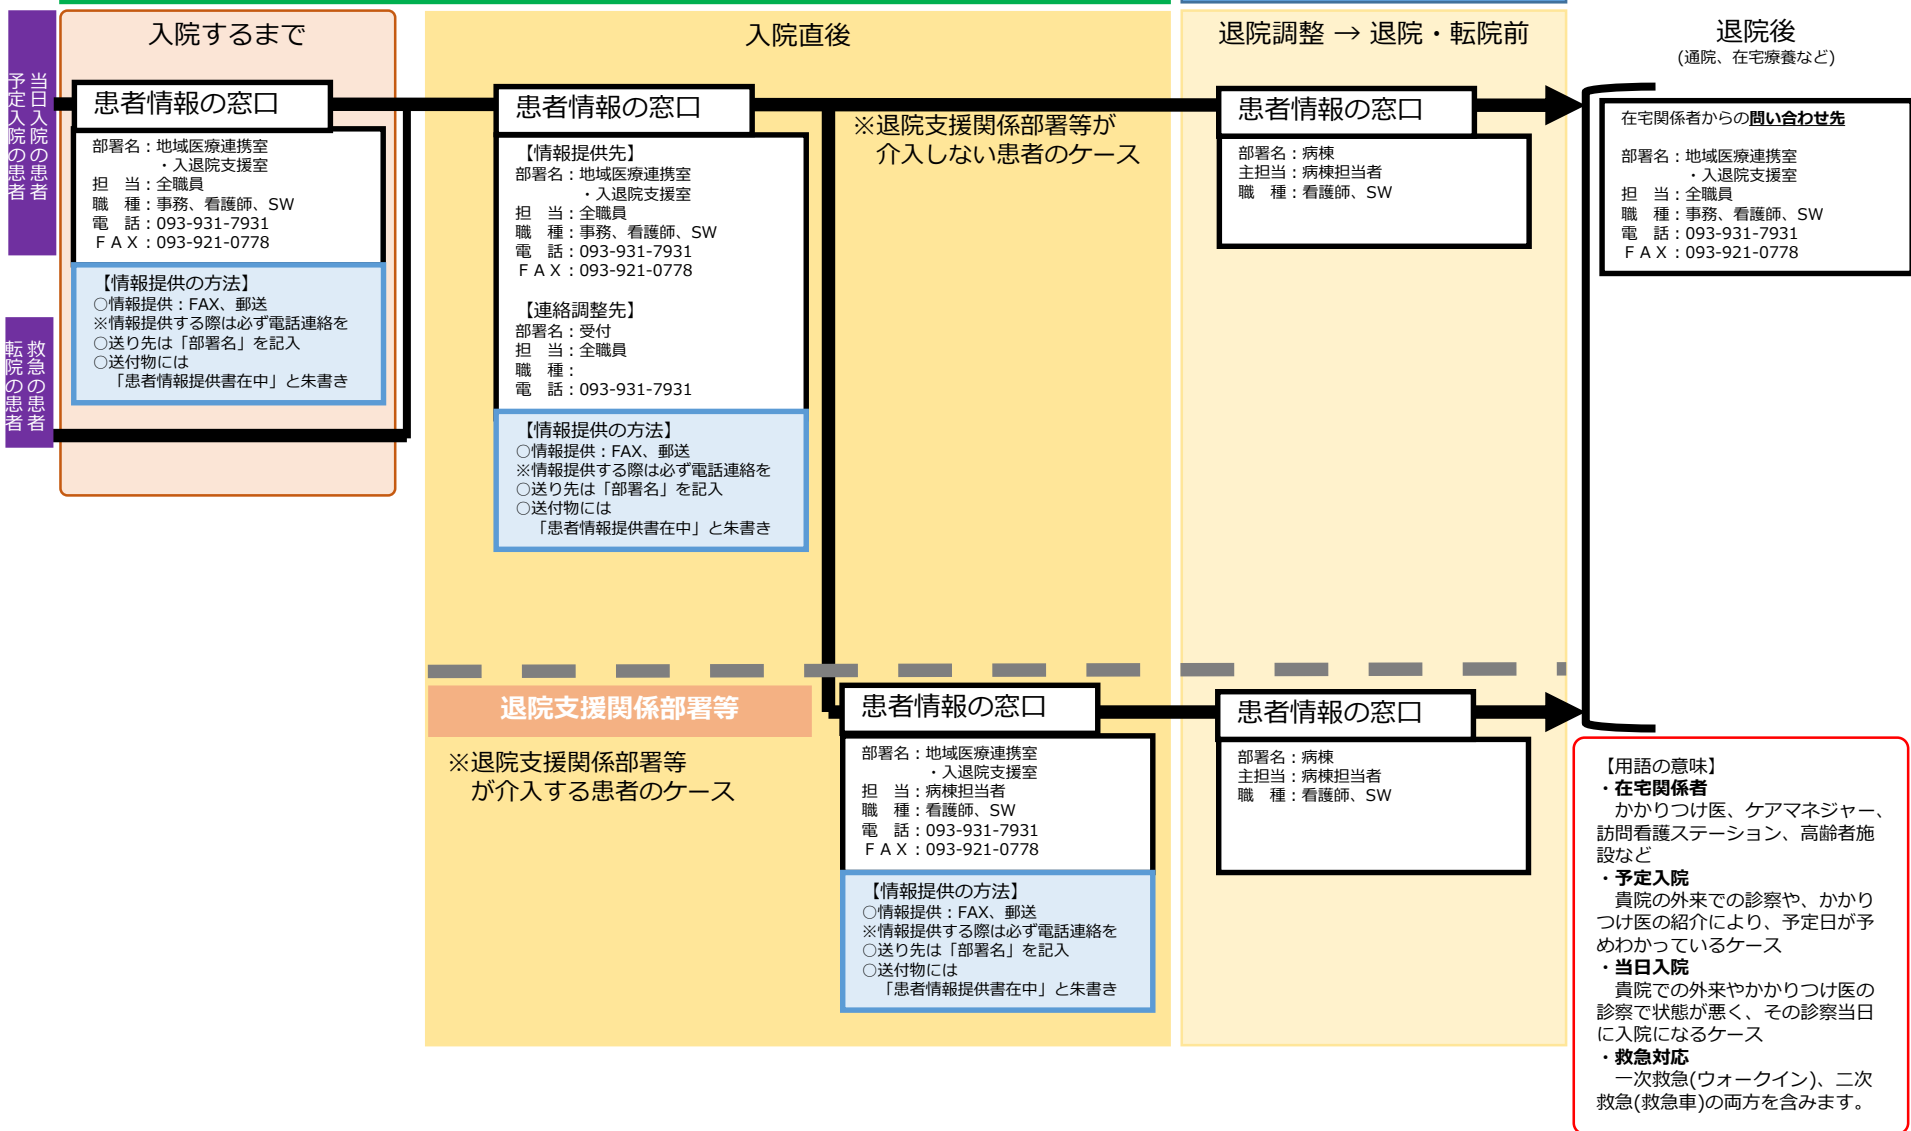 入院するまで
当日入院の患者
予定入院の患者
患者情報の窓口
部署名：地域医療連携室
・入退院支援室
担　当：全職員
職　種：事務、看護師、SW
電　話：093-931-7931
ＦＡＸ：093-921-0778
【情報提供の方法】
○情報提供：FAX、郵送
※情報提供する際は必ず電話連絡を
○送り先は「部署名」を記入
○送付物には
「患者情報提供書在中」と朱書き
救急の患者
転院の患者
入院直後
患者情報の窓口
【情報提供先】
部署名：地域医療連携室
・入退院支援室
担　当：全職員
職　種：事務、看護師、SW
電　話：093-931-7931
ＦＡＸ：093-921-0778
【連絡調整先】
部署名：受付
担　当：全職員
職　種：
電　話：093-931-7931
【情報提供の方法】
○情報提供：FAX、郵送
※情報提供する際は必ず電話連絡を
○送り先は「部署名」を記入
○送付物には
「患者情報提供書在中」と朱書き
※退院支援関係部署等が
介入しない患者のケース
退院支援関係部署等
※退院支援関係部署等
が介入する患者のケース
患者情報の窓口
部署名：地域医療連携室
・入退院支援室
担　当：病棟担当者
職　種：看護師、SW
電　話：093-931-7931
ＦＡＸ：093-921-0778
【情報提供の方法】
○情報提供：FAX、郵送
※情報提供する際は必ず電話連絡を
○送り先は「部署名」を記入
○送付物には
「患者情報提供書在中」と朱書き
退院調整 → 退院・転院前
患者情報の窓口
部署名：病棟
主担当：病棟担当者
職　種：看護師、SW
患者情報の窓口
部署名：病棟
主担当：病棟担当者
職　種：看護師、SW
退院後
(通院、在宅療養など)
在宅関係者からの問い合わせ先
部署名：地域医療連携室
・入退院支援室
担　当：全職員
職　種：事務、看護師、SW
電　話：093-931-7931
ＦＡＸ：093-921-0778
【用語の意味】
・在宅関係者
かかりつけ医、ケアマネジャー、
訪問看護ステーション、高齢者施
設など
・予定入院
貴院の外来での診察や、かかり
つけ医の紹介により、予定日が予
めわかっているケース
・当日入院
貴院での外来やかかりつけ医の
診察で状態が悪く、その診察当日
に入院になるケース
・救急対応
一次救急(ウォークイン)、二次
救急(救急車)の両方を含みます。